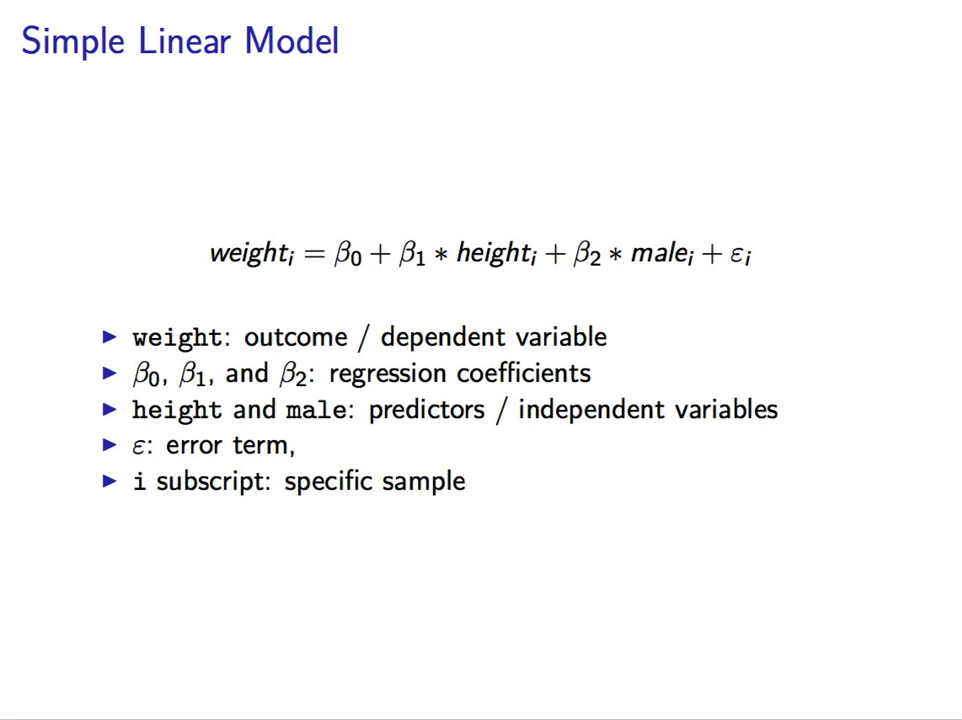 Simple Linear Model
weightᵢ = β₀ + β₁ * heightᵢ + β₂ * maleᵢ + εᵢ
▶ weight: outcome / dependent variable
▶ β₀, β₁, and β₂: regression coefficients
▶ height and male: predictors / independent variables
▶ ε: error term,
▶ i subscript: specific sample